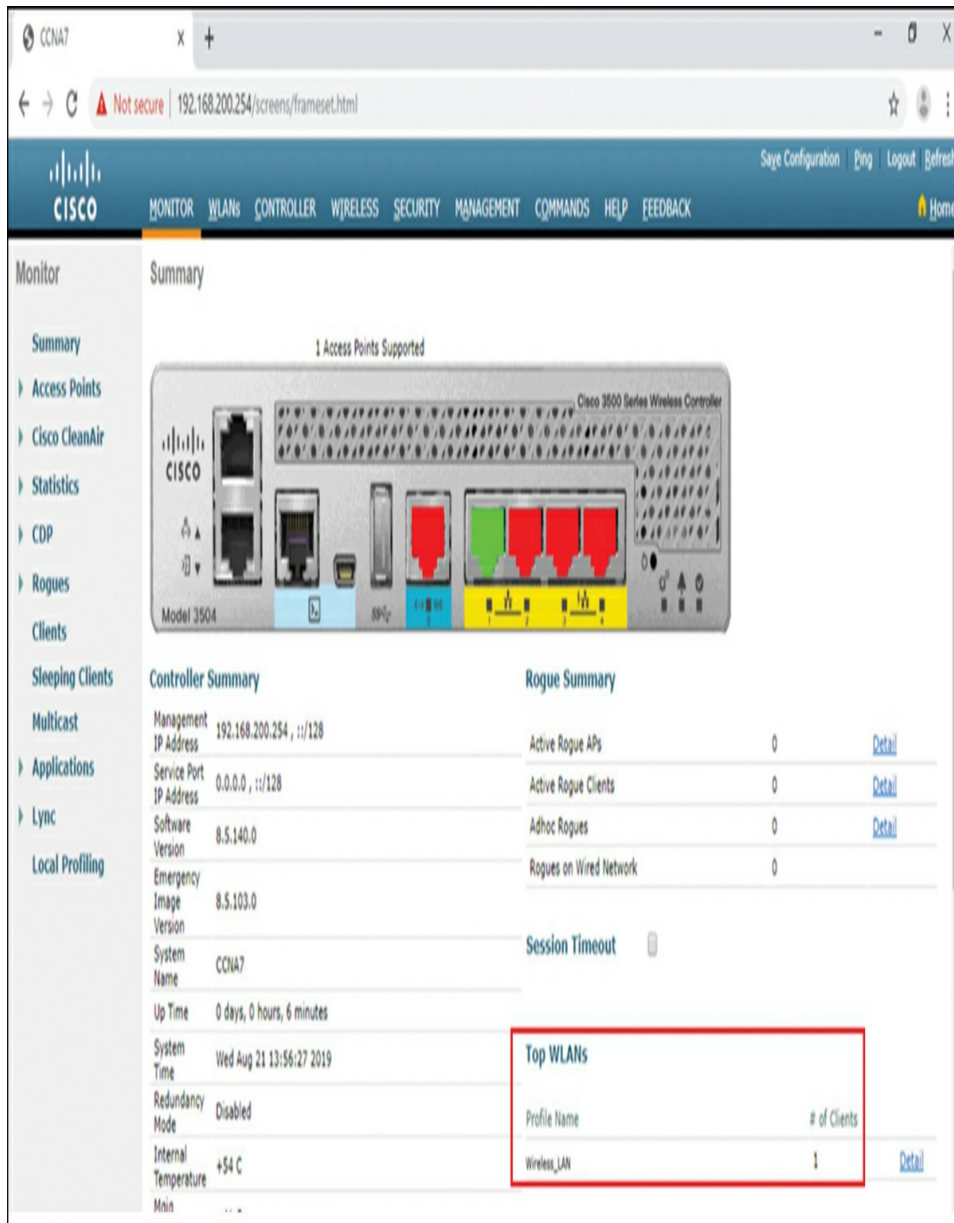 CCNA7
Not secure | 192.168.200.254/screens/frameset.html
Save Configuration | Ping | Logout | Refresh
CISCO
MONITOR WLANs CONTROLLER WIRELESS SECURITY MANAGEMENT COMMANDS HELP FEEDBACK
Home
Monitor
Summary
Access Points
Cisco CleanAir
Statistics
CDP
Rogues
Clients
Sleeping Clients
Multicast
Applications
Lync
Local Profiling
Summary
1 Access Points Supported
Cisco 3500 Series Wireless Controller
CISCO
Model 3504
1 2 3 4
Controller Summary
Management IP Address 192.168.200.254 , ::/128
Service Port IP Address 0.0.0.0 , ::/128
Software Version 8.5.140.0
Emergency Image Version 8.5.103.0
System Name CCNA7
Up Time 0 days, 0 hours, 6 minutes
System Time Wed Aug 21 13:56:27 2019
Redundancy Mode Disabled
Internal Temperature +54 C
Rogue Summary
Active Rogue APs 0 Detail
Active Rogue Clients 0 Detail
Adhoc Rogues 0 Detail
Rogues on Wired Network 0
Session Timeout
Top WLANs
Profile Name # of Clients
Wireless_LAN 1 Detail